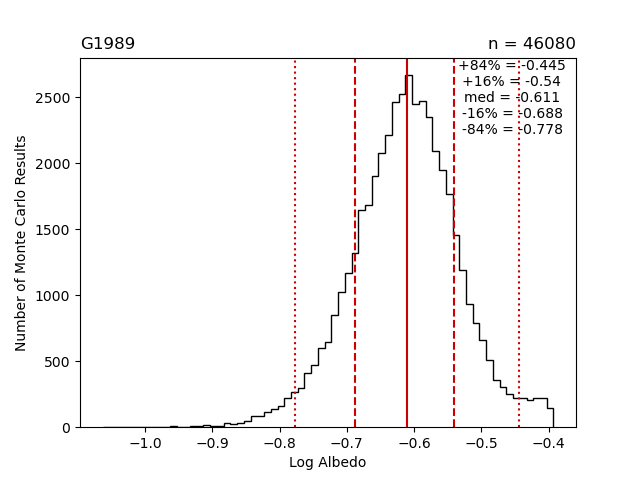 G1989
n = 46080
+84% = -0.445
+16% = -0.54
med = -0.611
-16% = -0.688
-84% = -0.778
Number of Monte Carlo Results
2500
2000
1500
1000
500
0
−1.0
−0.9
−0.8
−0.7
−0.6
−0.5
−0.4
Log Albedo